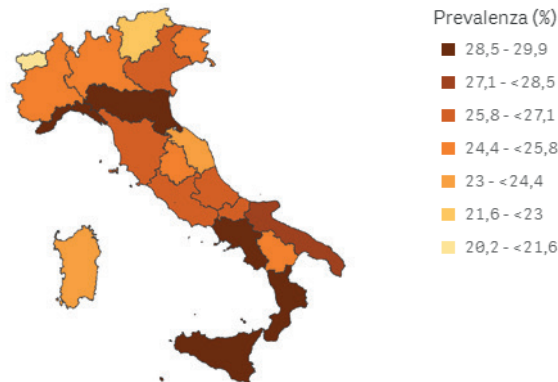 Prevalenza (%)
28,5 - 29,9
27,1 - <28,5
25,8 - <27,1
24,4 - <25,8
23 - <24,4
21,6 - <23
20,2 - <21,6